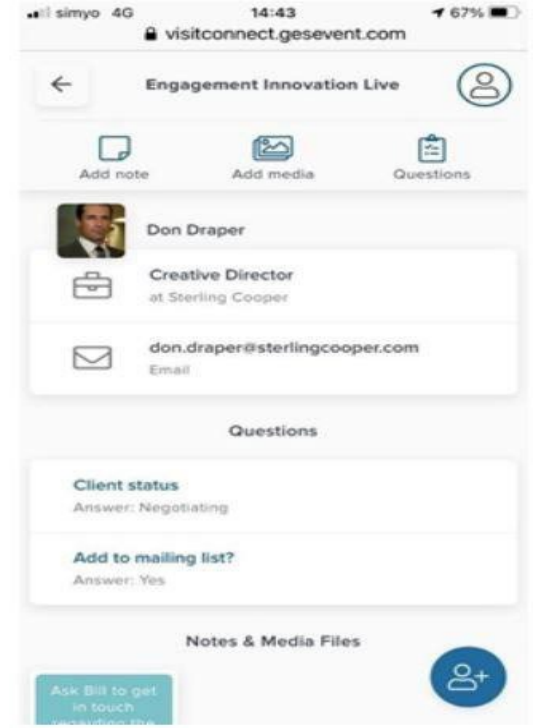 simyo 4G 14:43 67%
visitconnect.gesevent.com
Engagement Innovation Live
Add note Add media Questions
Don Draper
Creative Director
at Sterling Cooper
don.draper@sterlingcooper.com
Email
Questions
Client status
Answer: Negotiating
Add to mailing list?
Answer: Yes
Notes & Media Files
Ask Bill to get
in touch
regarding the